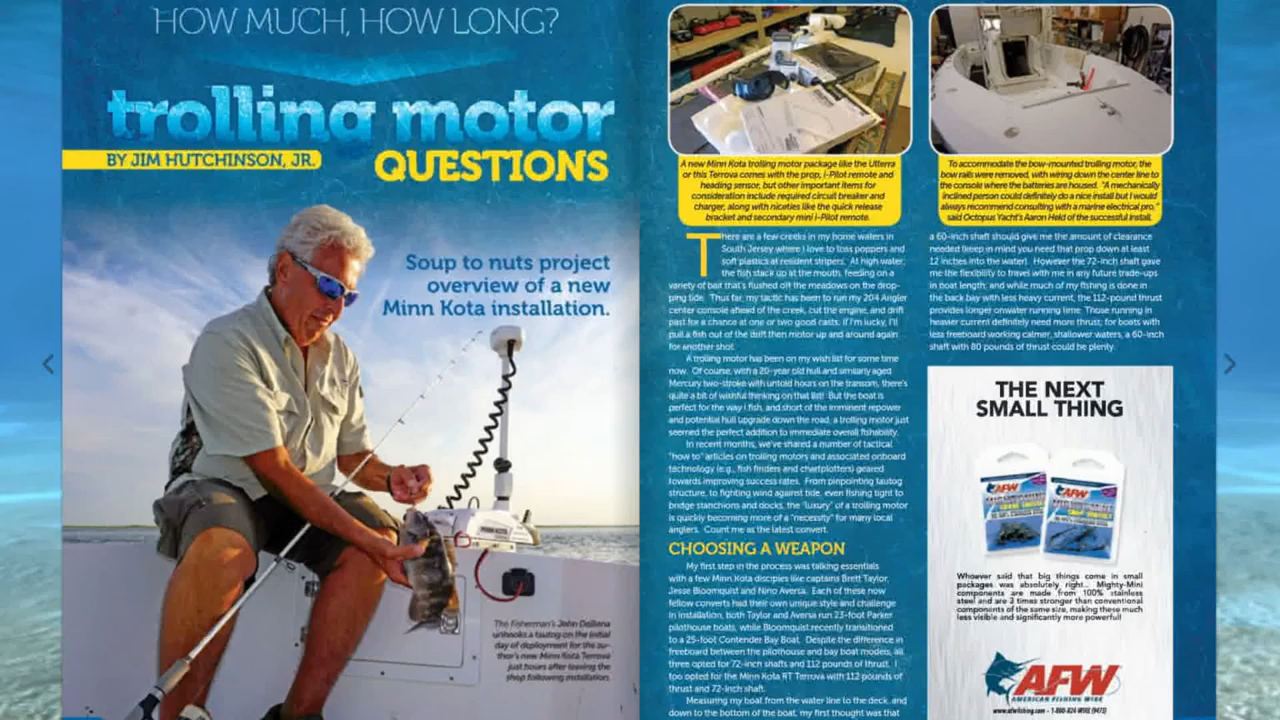 HOW MUCH, HOW LONG?
trolling motor
BY JIM HUTCHINSON, JR.
QUESTIONS
Soup to nuts project
overview of a new
Minn Kota installation.
MINN KOTA
The Fisherman's John DeBona
unhooks a tautog on the initial
day of deployment for the au-
thor's new Minn Kota Terrova
just hours after leaving the
shop following installation.
A new Minn Kota trolling motor package like the Ulterra
or this Terrova comes with the prop, i-Pilot remote and
heading sensor, but other important items for
consideration include required circuit breaker and
charger, along with niceties like the quick release
bracket and secondary mini i-Pilot remote.
There are a few creeks in my home waters in
South Jersey where I love to toss poppers and
soft plastics at resident stripers. At high water,
the fish stack up at the mouth, feeding on a
variety of bait that's flushed off the meadows on the drop-
ping tide. Thus far, my tactic has been to run my 204 Angler
center console ahead of the creek, cut the engine, and drift
past for a chance at one or two good casts. If I'm lucky, I'll
pull a fish out of the drift then motor up and around again
for another shot.
A trolling motor has been on my wish list for some time
now. Of course, with a 20-year old hull and similarly aged
Mercury two-stroke with untold hours on the transom, there's
quite a bit of wishful thinking on that list! But the boat is
perfect for the way I fish, and short of the imminent repower
and potential hull upgrade down the road, a trolling motor just
seemed the perfect addition to immediate overall fishability.
In recent months, we've shared a number of tactical
"how to" articles on trolling motors and associated onboard
technology (e.g., fish finders and chartplotters) geared
towards improving success rates. From pinpointing tautog
structure, to fighting wind against tide, even fishing tight to
bridge stanchions and docks, the "luxury" of a trolling motor
is quickly becoming more of a "necessity" for many local
anglers. Count me as the latest convert.
CHOOSING A WEAPON
My first step in the process was talking essentials
with a few Minn Kota disciples like captains Brett Taylor,
Jesse Bloomquist and Nino Aversa. Each of these now
fellow converts had their own unique style and challenge
in installation, both Taylor and Aversa run 23-foot Parker
pilothouse boats, while Bloomquist recently transitioned
to a 25-foot Contender Bay Boat. Despite the difference in
freeboard between the pilothouse and bay boat models, all
three opted for 72-inch shafts and 112 pounds of thrust. I
too opted for the Minn Kota RT Terrova with 112 pounds of
thrust and 72-inch shaft.
Measuring my boat from the water line to the deck, and
down to the bottom of the boat, my first thought was that
To accommodate the bow-mounted trolling motor, the
bow rails were removed, with wiring down the center line to
the console where the batteries are housed. "A mechanically
inclined person could definitely do a nice install but I would
always recommend consulting with a marine electrical pro,"
said Octopus Yacht's Aaron Held of the successful install.
a 60-inch shaft should give me the amount of clearance
needed (keep in mind you need that prop down at least
12 inches into the water). However the 72-inch shaft gave
me the flexibility to travel with me in any future trade-ups
in boat length; and while much of my fishing is done in
the back bay with less heavy current, the 112-pound thrust
provides longer onwater running time. Those running in
heavier current definitely need more thrust; for boats with
less freeboard working calmer, shallower waters, a 60-inch
shaft with 80 pounds of thrust could be plenty.
THE NEXT
SMALL THING
AFW
AFW
Whoever said that big things come in small
packages was absolutely right... Mighty-Mini
components are made from 100% stainless
steel and are 2 times stronger than conventional
components of the same size, making these much
less visible and significantly more powerful!
AFW
AMERICAN FISHING WIRE
www.afwfishing.com - 1-800-824 WIRE (9473)